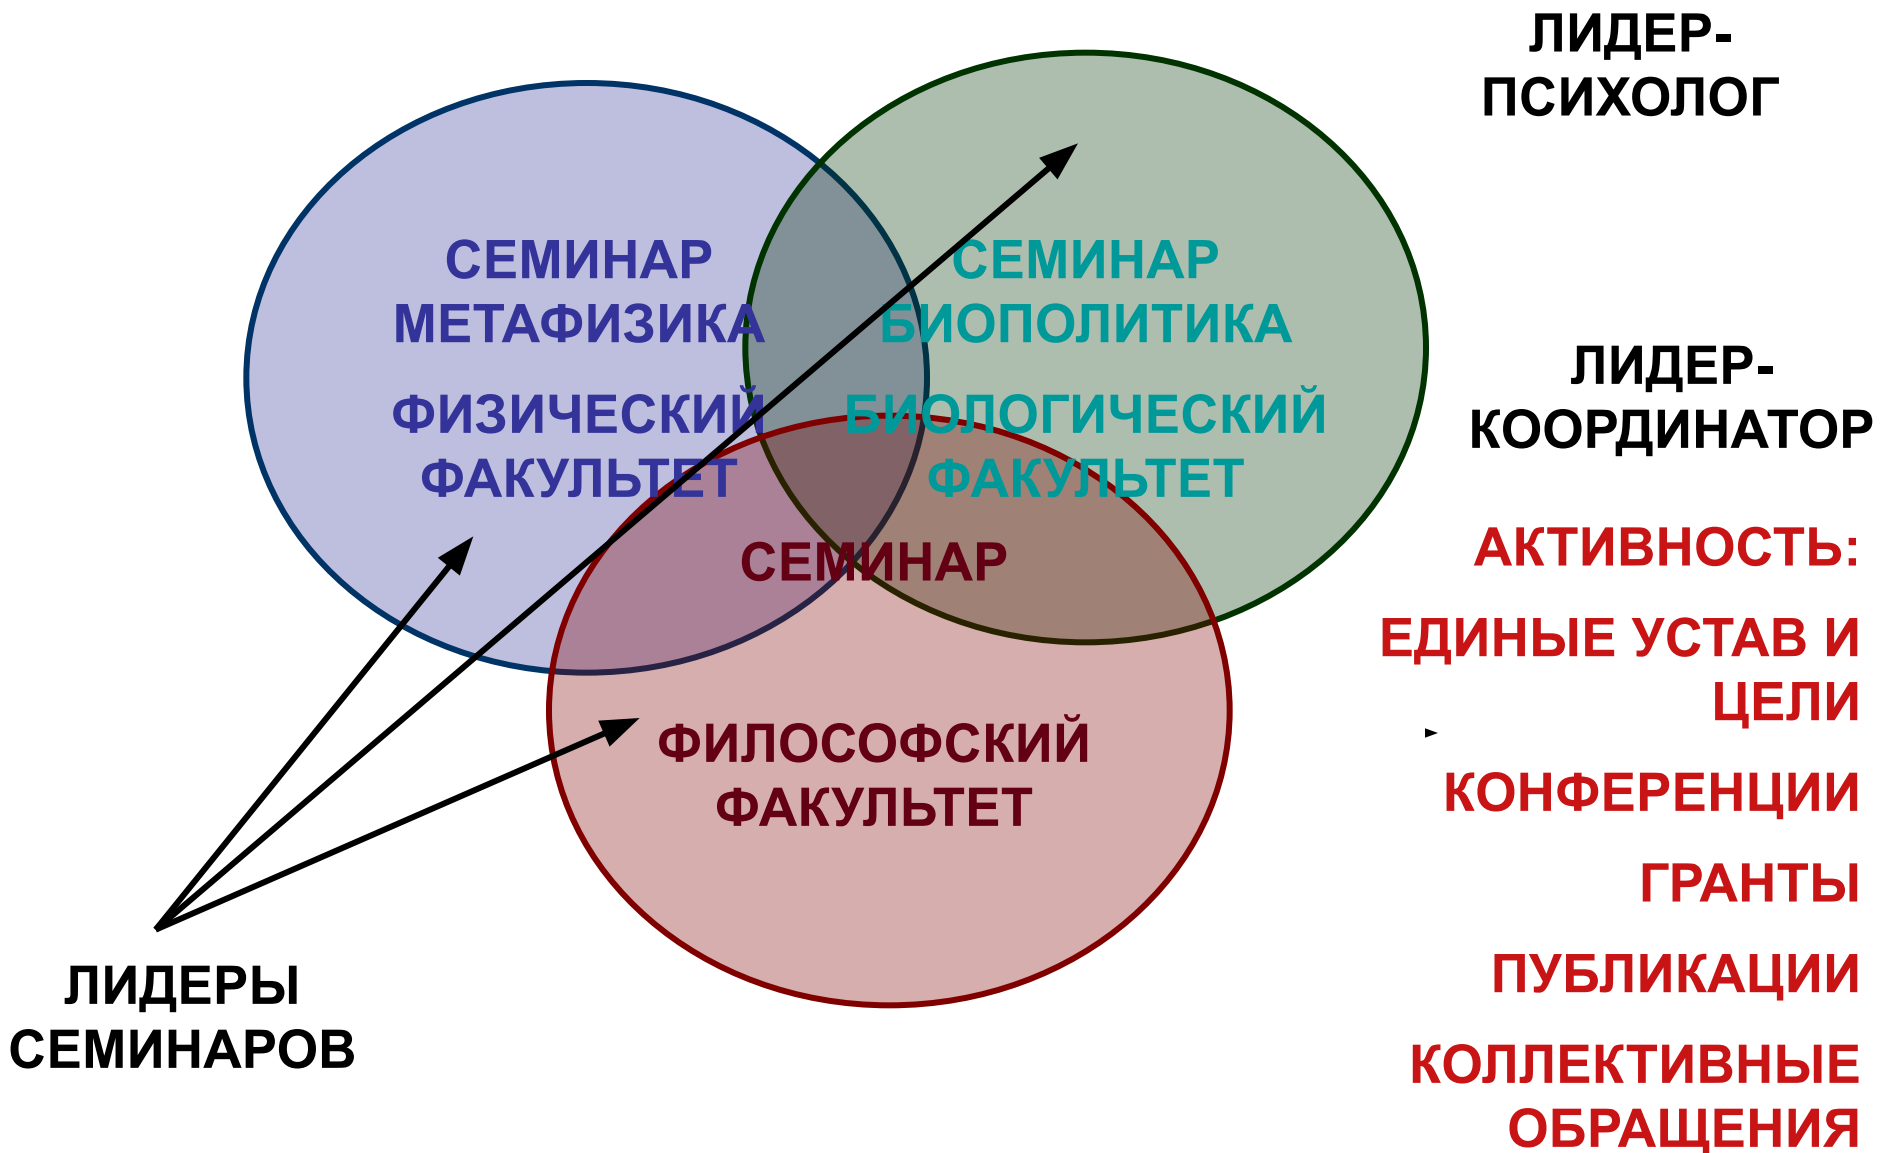 ЛИДЕР-
ПСИХОЛОГ
СЕМИНАР
МЕТАФИЗИКА
ФИЗИЧЕСКИЙ
ФАКУЛЬТЕТ
СЕМИНАР
БИОПОЛИТИКА
БИОЛОГИЧЕСКИЙ
ФАКУЛЬТЕТ
СЕМИНАР
ФИЛОСОФСКИЙ
ФАКУЛЬТЕТ
ЛИДЕР-
КООРДИНАТОР
АКТИВНОСТЬ:
ЕДИНЫЕ УСТАВ И
ЦЕЛИ
КОНФЕРЕНЦИИ
ГРАНТЫ
ПУБЛИКАЦИИ
КОЛЛЕКТИВНЫЕ
ОБРАЩЕНИЯ
ЛИДЕРЫ
СЕМИНАРОВ